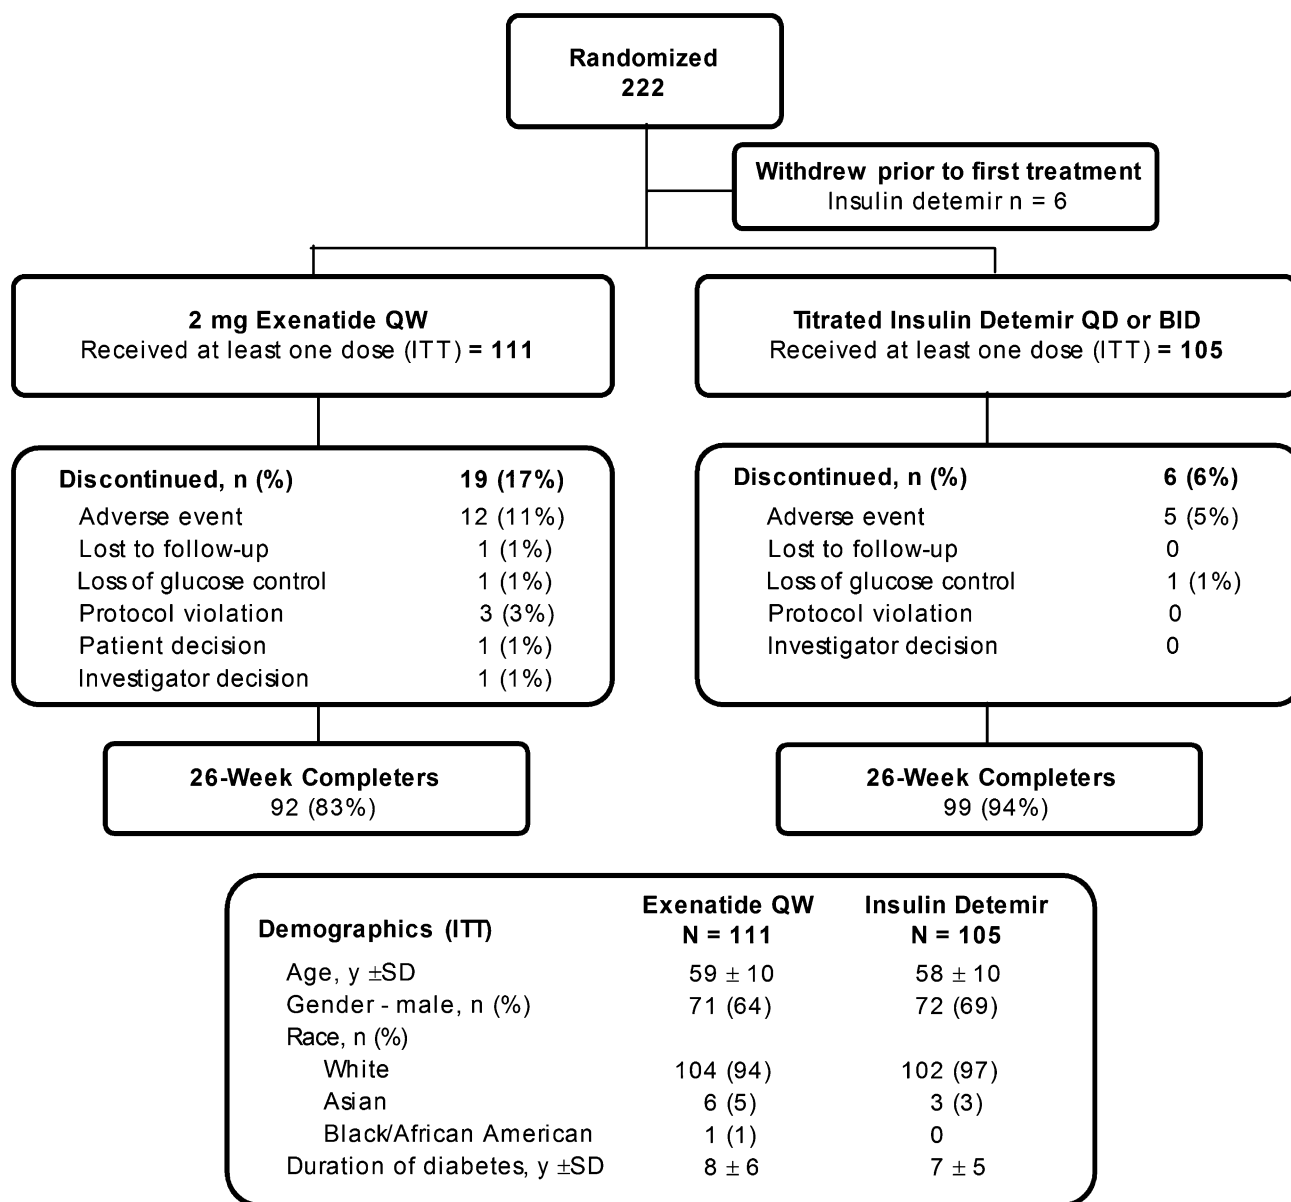 Randomized
222
Withdrew prior to first treatment
Insulin detemir n = 6
2 mg Exenatide QW
Received at least one dose (ITT) = 111
Titrated Insulin Detemir QD or BID
Received at least one dose (ITT) = 105
Discontinued, n (%) 19 (17%)
Adverse event 12 (11%)
Lost to follow-up 1 (1%)
Loss of glucose control 1 (1%)
Protocol violation 3 (3%)
Patient decision 1 (1%)
Investigator decision 1 (1%)
Discontinued, n (%) 6 (6%)
Adverse event 5 (5%)
Lost to follow-up 0
Loss of glucose control 1 (1%)
Protocol violation 0
Investigator decision 0
26-Week Completers
92 (83%)
26-Week Completers
99 (94%)
Exenatide QW Insulin Detemir
Demographics (ITT) N = 111 N = 105
Age, y ±SD 59 ± 10 58 ± 10
Gender - male, n (%) 71 (64) 72 (69)
Race, n (%)
White 104 (94) 102 (97)
Asian 6 (5) 3 (3)
Black/African American 1 (1) 0
Duration of diabetes, y ±SD 8 ± 6 7 ± 5